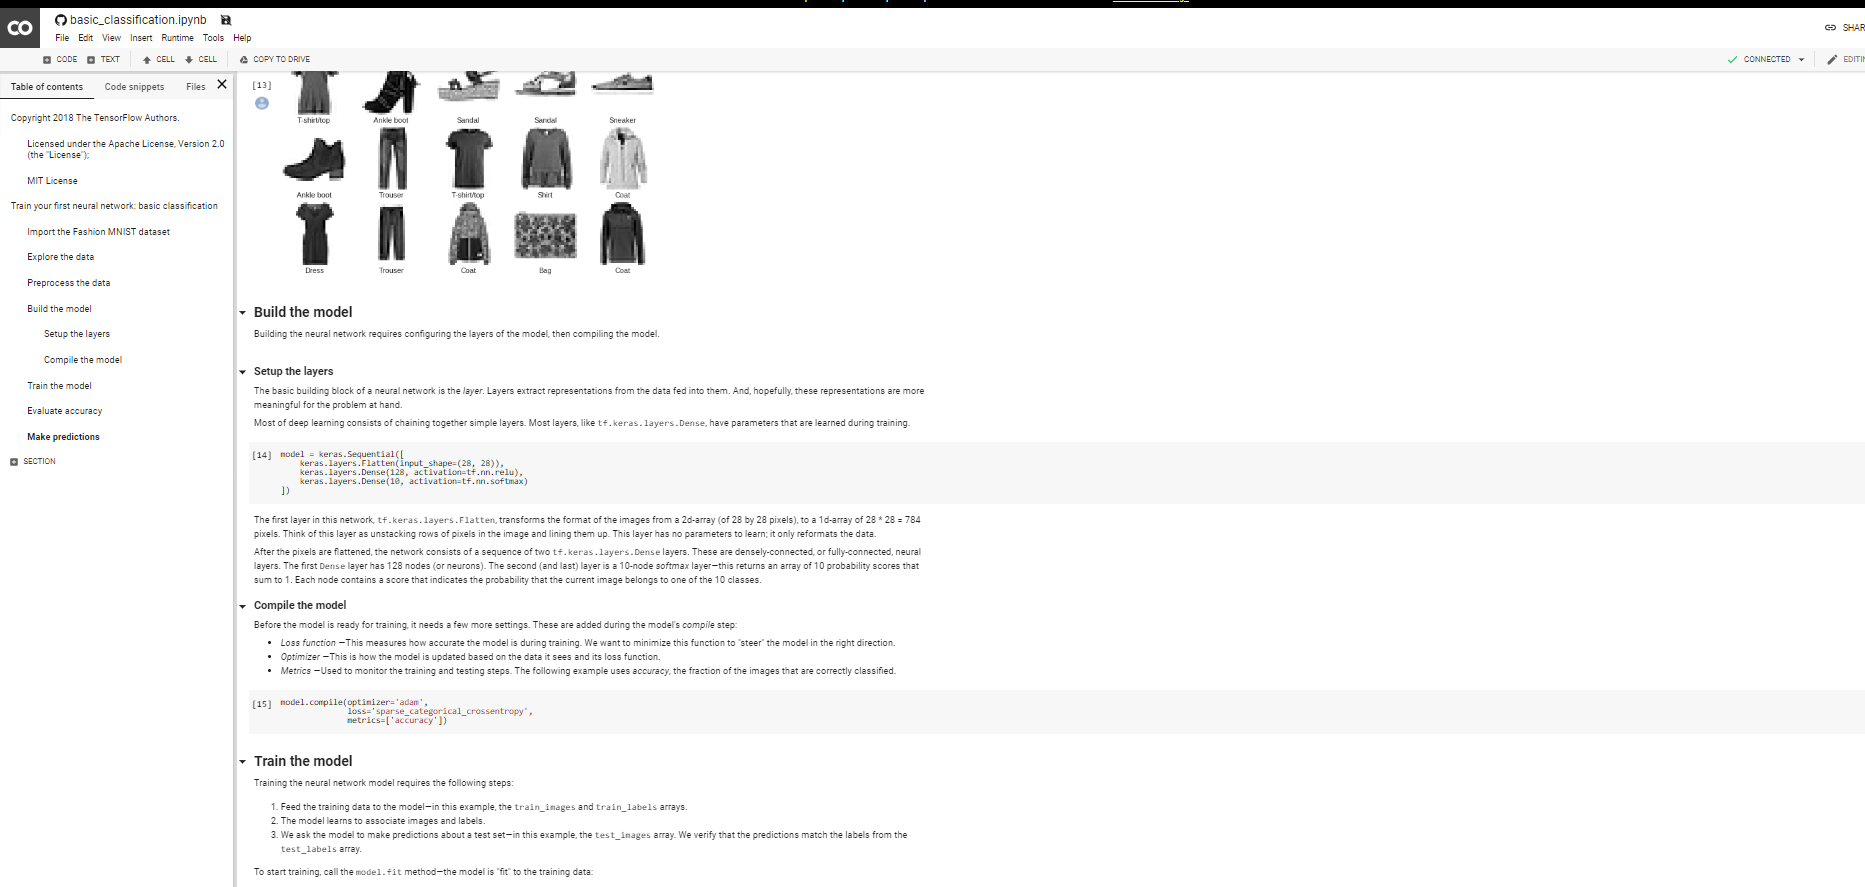 CO
basic_classification.ipynb
File Edit View Insert Runtime Tools Help
SHAR
CODE TEXT CELL CELL COPY TO DRIVE
CONNECTED
EDITIN
Table of contents Code snippets Files
Copyright 2018 The TensorFlow Authors.
Licensed under the Apache License, Version 2.0
(the "License");
MIT License
Train your first neural network: basic classification
Import the Fashion MNIST dataset
Explore the data
Preprocess the data
Build the model
Setup the layers
Compile the model
Train the model
Evaluate accuracy
Make predictions
SECTION
[13]
T-shirt/top Ankle boot Sandal Sandal Sneaker
Ankle boot Trouser T-shirt/top Shirt Coat
Dress Trouser Coat Bag Coat
Build the model
Building the neural network requires configuring the layers of the model, then compiling the model.
Setup the layers
The basic building block of a neural network is the layer. Layers extract representations from the data fed into them. And, hopefully, these representations are more
meaningful for the problem at hand.
Most of deep learning consists of chaining together simple layers. Most layers, like tf.keras.layers.Dense, have parameters that are learned during training.
[14] model = keras.Sequential([
keras.layers.Flatten(input_shape=(28, 28)),
keras.layers.Dense(128, activation=tf.nn.relu),
keras.layers.Dense(10, activation=tf.nn.softmax)
])
The first layer in this network, tf.keras.layers.Flatten, transforms the format of the images from a 2d-array (of 28 by 28 pixels), to a 1d-array of 28 * 28 = 784
pixels. Think of this layer as unstacking rows of pixels in the image and lining them up. This layer has no parameters to learn; it only reformats the data.
After the pixels are flattened, the network consists of a sequence of two tf.keras.layers.Dense layers. These are densely-connected, or fully-connected, neural
layers. The first Dense layer has 128 nodes (or neurons). The second (and last) layer is a 10-node softmax layer—this returns an array of 10 probability scores that
sum to 1. Each node contains a score that indicates the probability that the current image belongs to one of the 10 classes.
Compile the model
Before the model is ready for training, it needs a few more settings. These are added during the model's compile step:
• Loss function —This measures how accurate the model is during training. We want to minimize this function to "steer" the model in the right direction.
• Optimizer —This is how the model is updated based on the data it sees and its loss function.
• Metrics —Used to monitor the training and testing steps. The following example uses accuracy, the fraction of the images that are correctly classified.
[15] model.compile(optimizer='adam',
loss='sparse_categorical_crossentropy',
metrics=['accuracy'])
Train the model
Training the neural network model requires the following steps:
1. Feed the training data to the model—in this example, the train_images and train_labels arrays.
2. The model learns to associate images and labels.
3. We ask the model to make predictions about a test set—in this example, the test_images array. We verify that the predictions match the labels from the
test_labels array.
To start training, call the model.fit method—the model is "fit" to the training data: